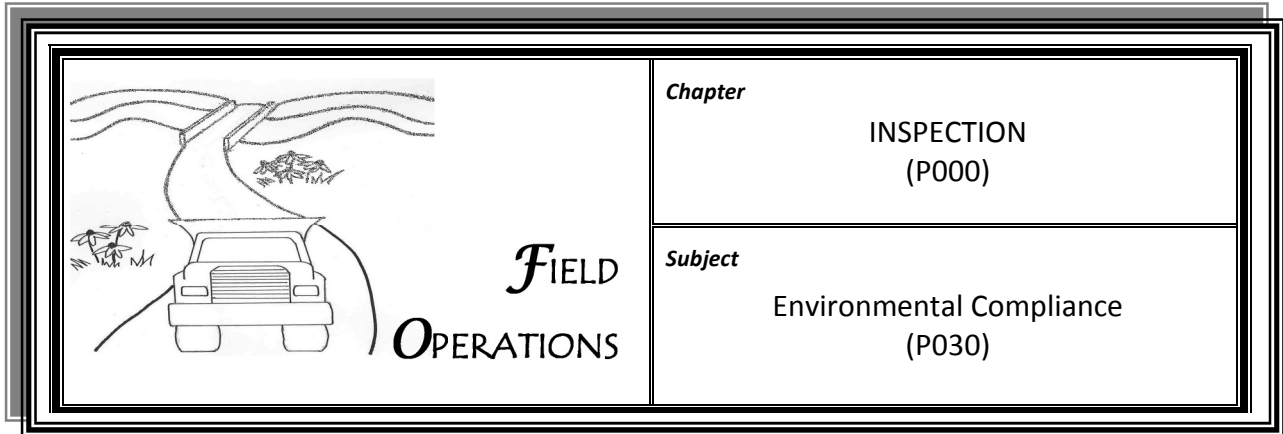 FIELD
OPERATIONS
Chapter
INSPECTION
(P000)
Subject
Environmental Compliance
(P030)